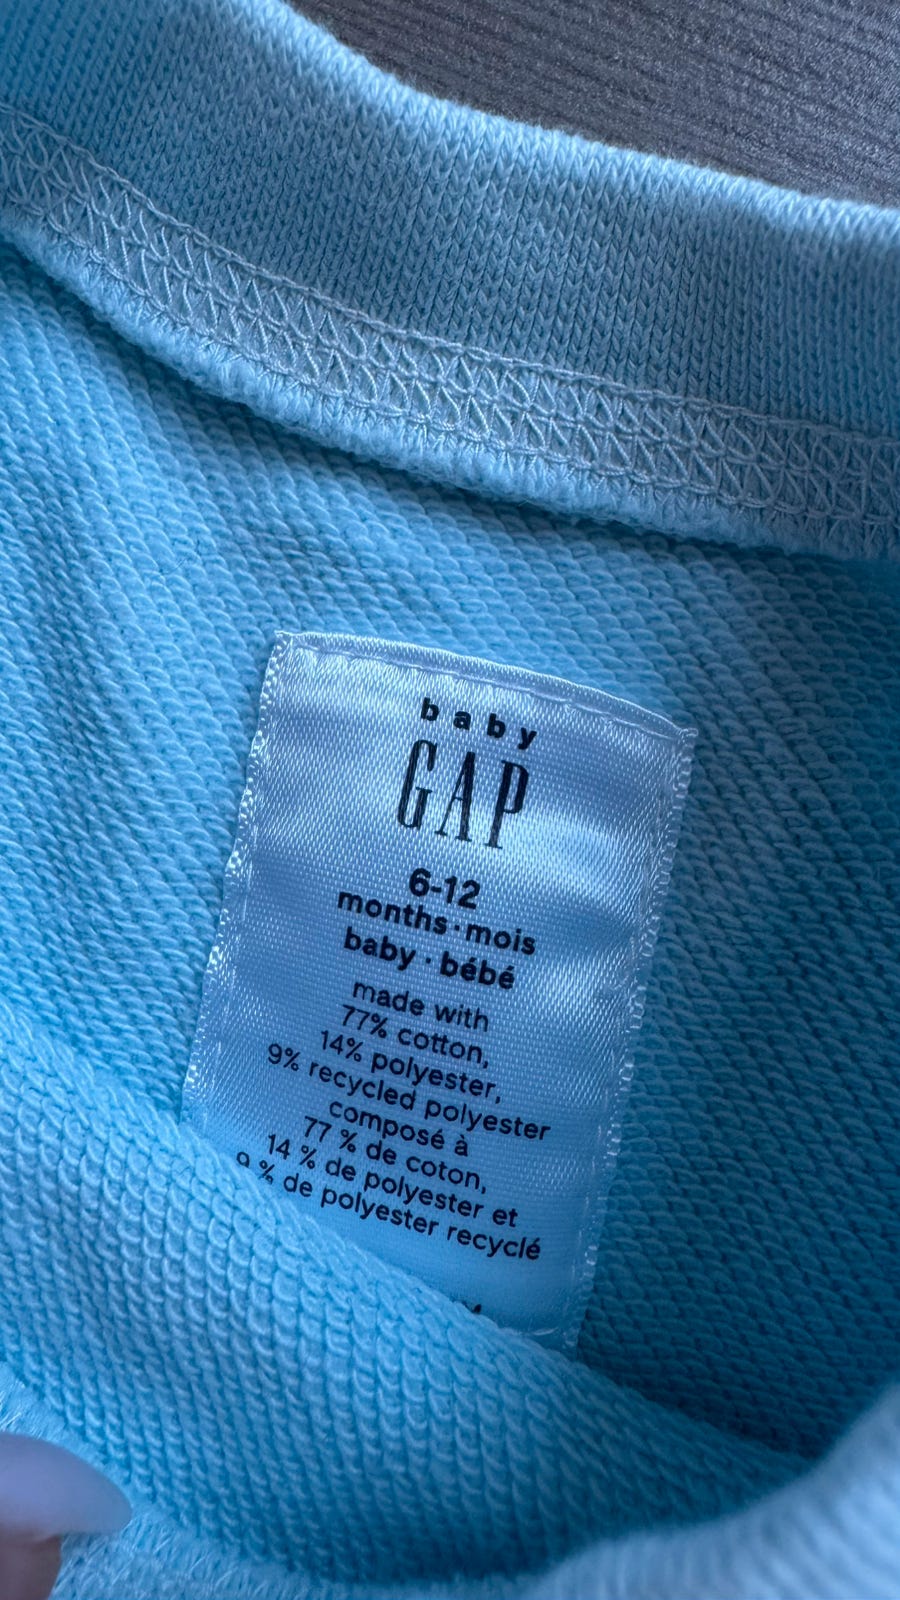 baby
GAP
6-12
months·mois
baby·bébé
made with
77% cotton,
14% polyester,
9% recycled polyester
composé à
77 % de coton,
14 % de polyester et
9 % de polyester recyclé